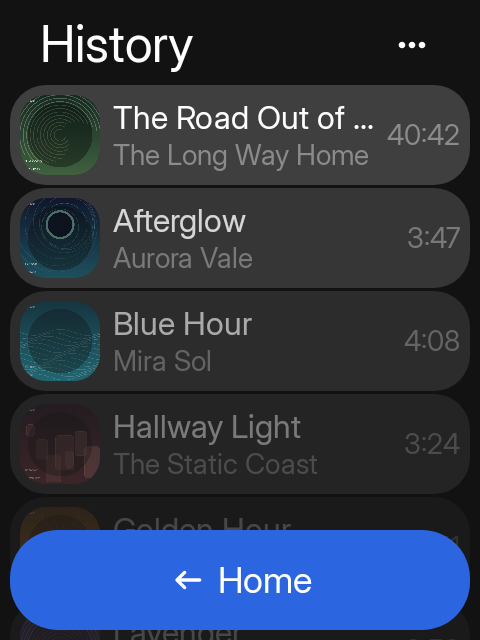 History
The Road Out of ...
The Long Way Home
40:42
Afterglow
Aurora Vale
3:47
Blue Hour
Mira Sol
4:08
Hallway Light
The Static Coast
3:24
Golden Hour
Home
Lavender